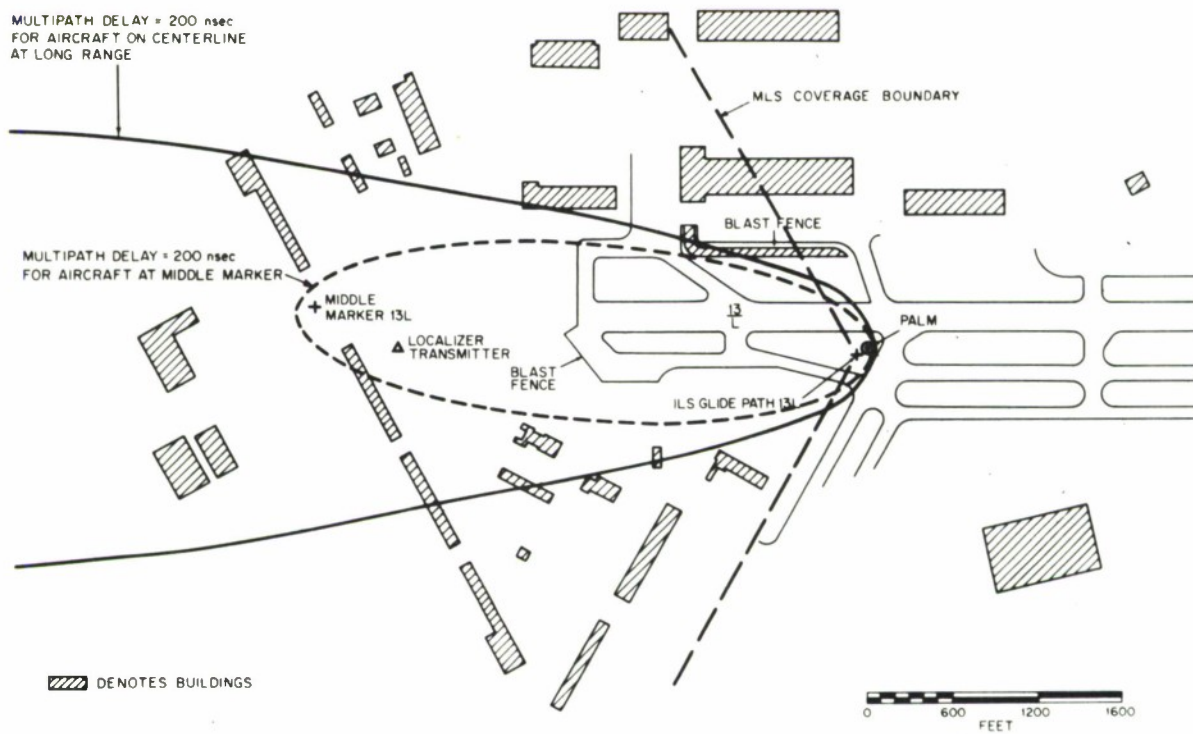 MULTIPATH DELAY = 200 nsec
FOR AIRCRAFT ON CENTERLINE
AT LONG RANGE
MLS COVERAGE BOUNDARY
BLAST FENCE
MULTIPATH DELAY = 200 nsec
FOR AIRCRAFT AT MIDDLE MARKER
MIDDLE
MARKER 13L
LOCALIZER
TRANSMITTER
13
L
PALM
BLAST
FENCE
ILS GLIDE PATH 13L
DENOTES BUILDINGS
0 600 1200 1600
FEET